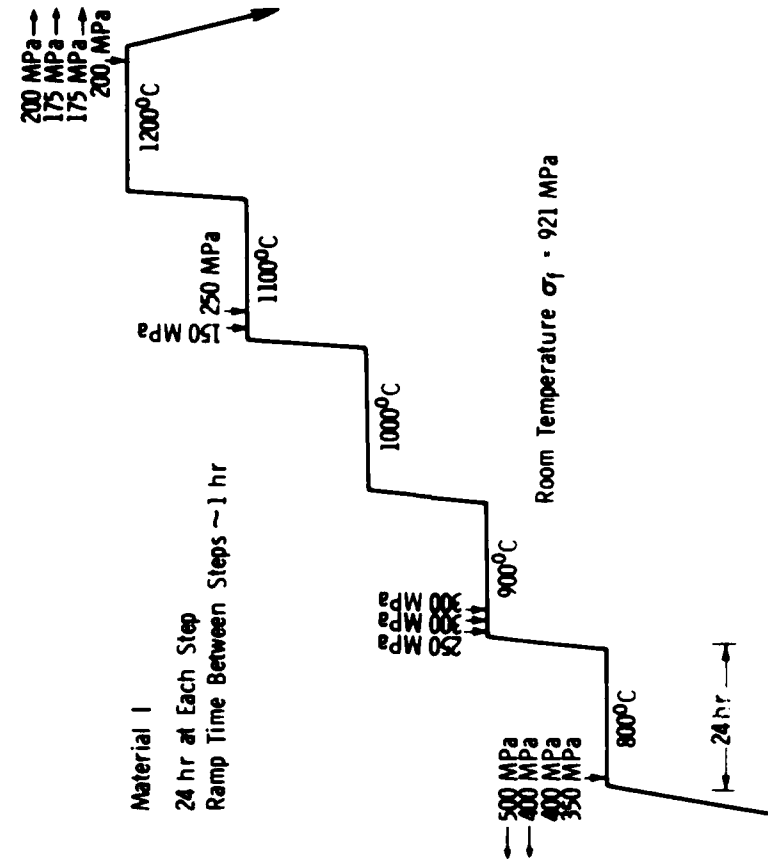 Material I
24 hr at Each Step
Ramp Time Between Steps ~ 1 hr
500 MPa
400 MPa
400 MPa
350 MPa
800°C
24 hr
250 MPa
300 MPa
300 MPa
900°C
1000°C
150 MPa
250 MPa
1100°C
200 MPa
175 MPa
175 MPa
200 MPa
1200°C
Room Temperature σf = 921 MPa